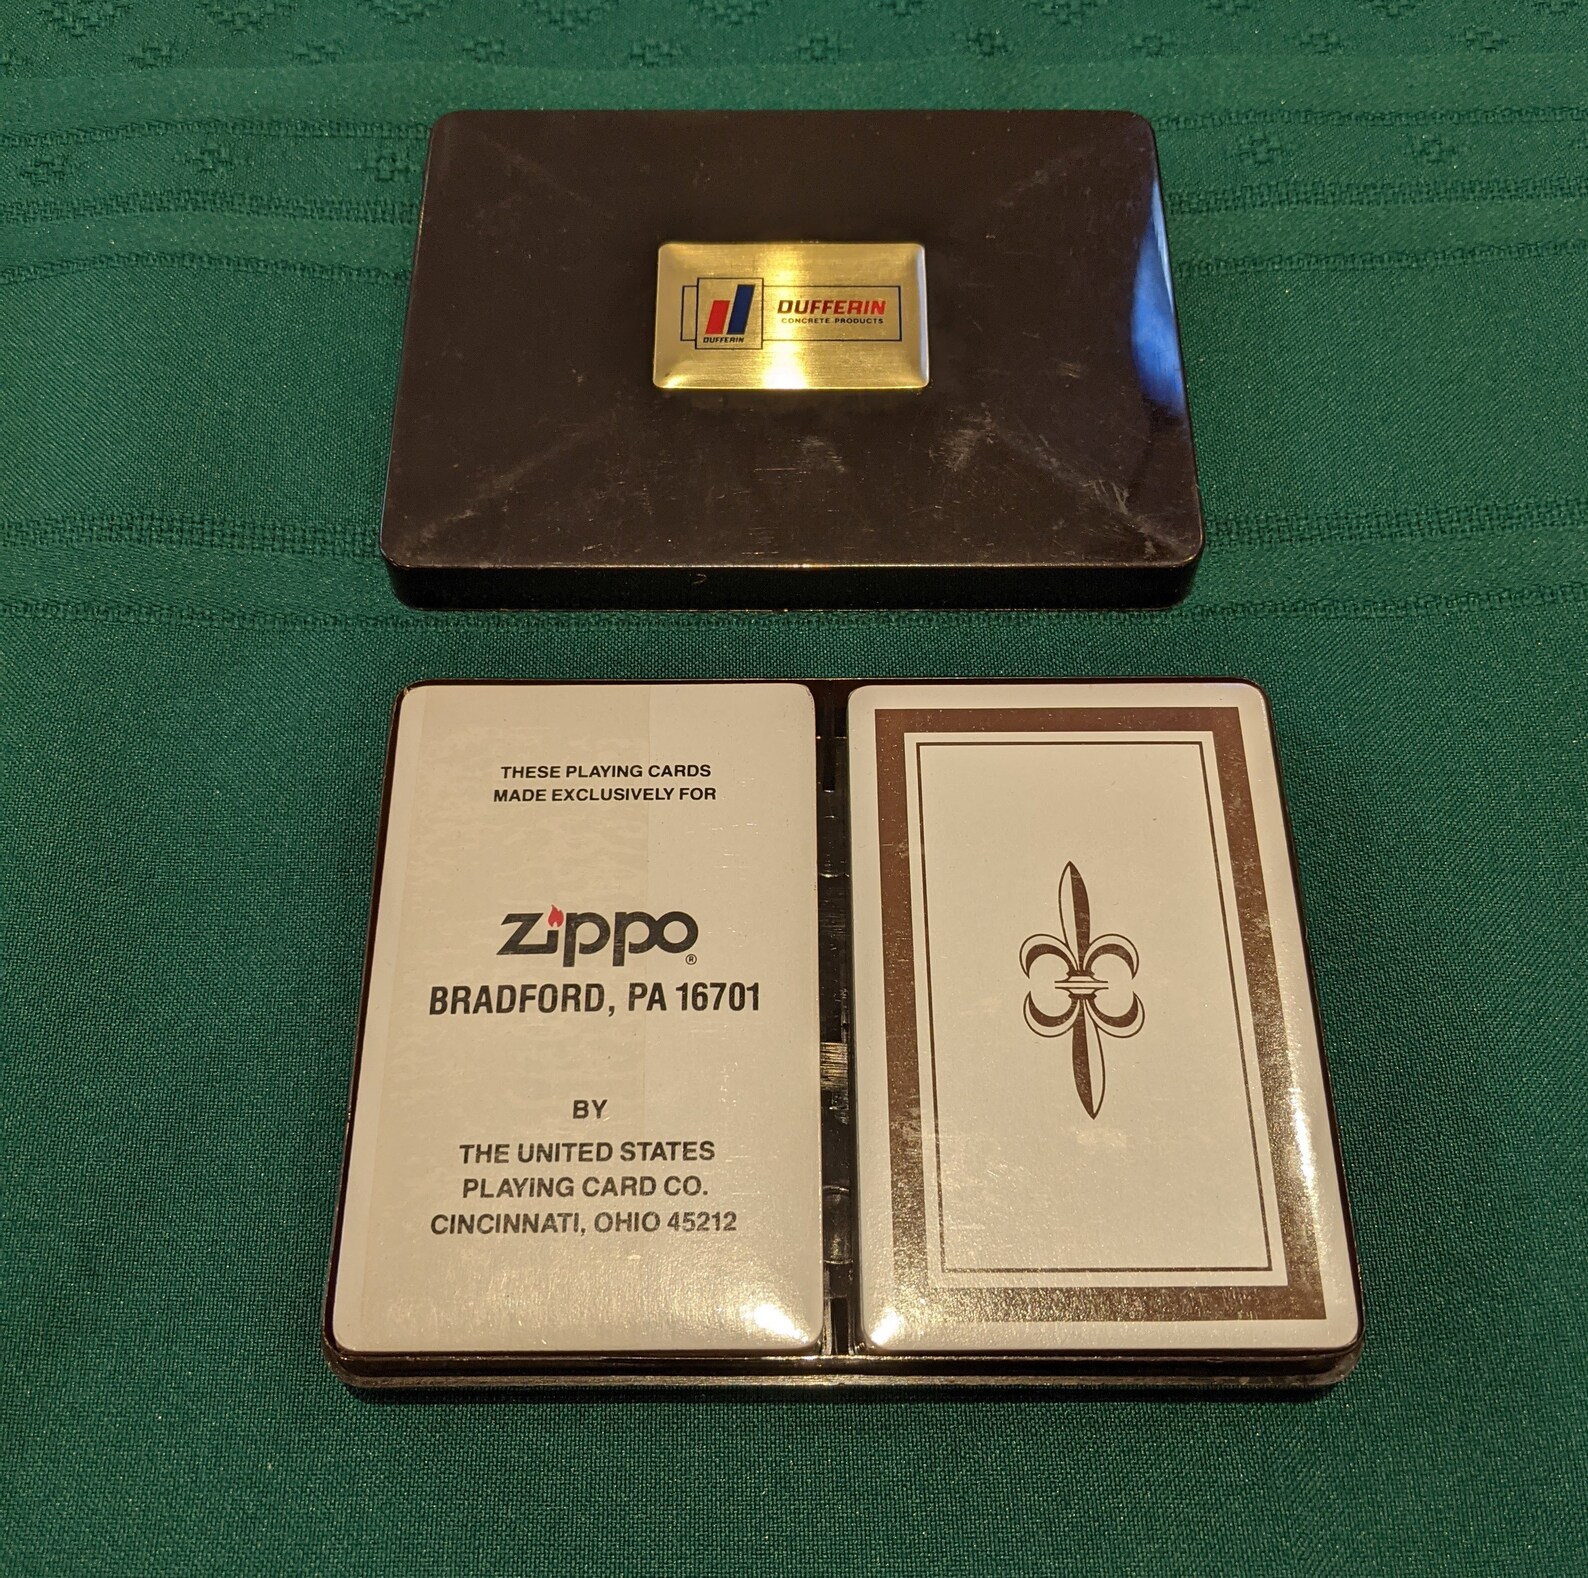 DUFFERIN
CONCRETE PRODUCTS
DUFFERIN
THESE PLAYING CARDS
MADE EXCLUSIVELY FOR
zippo®
BRADFORD, PA 16701
BY
THE UNITED STATES
PLAYING CARD CO.
CINCINNATI, OHIO 45212